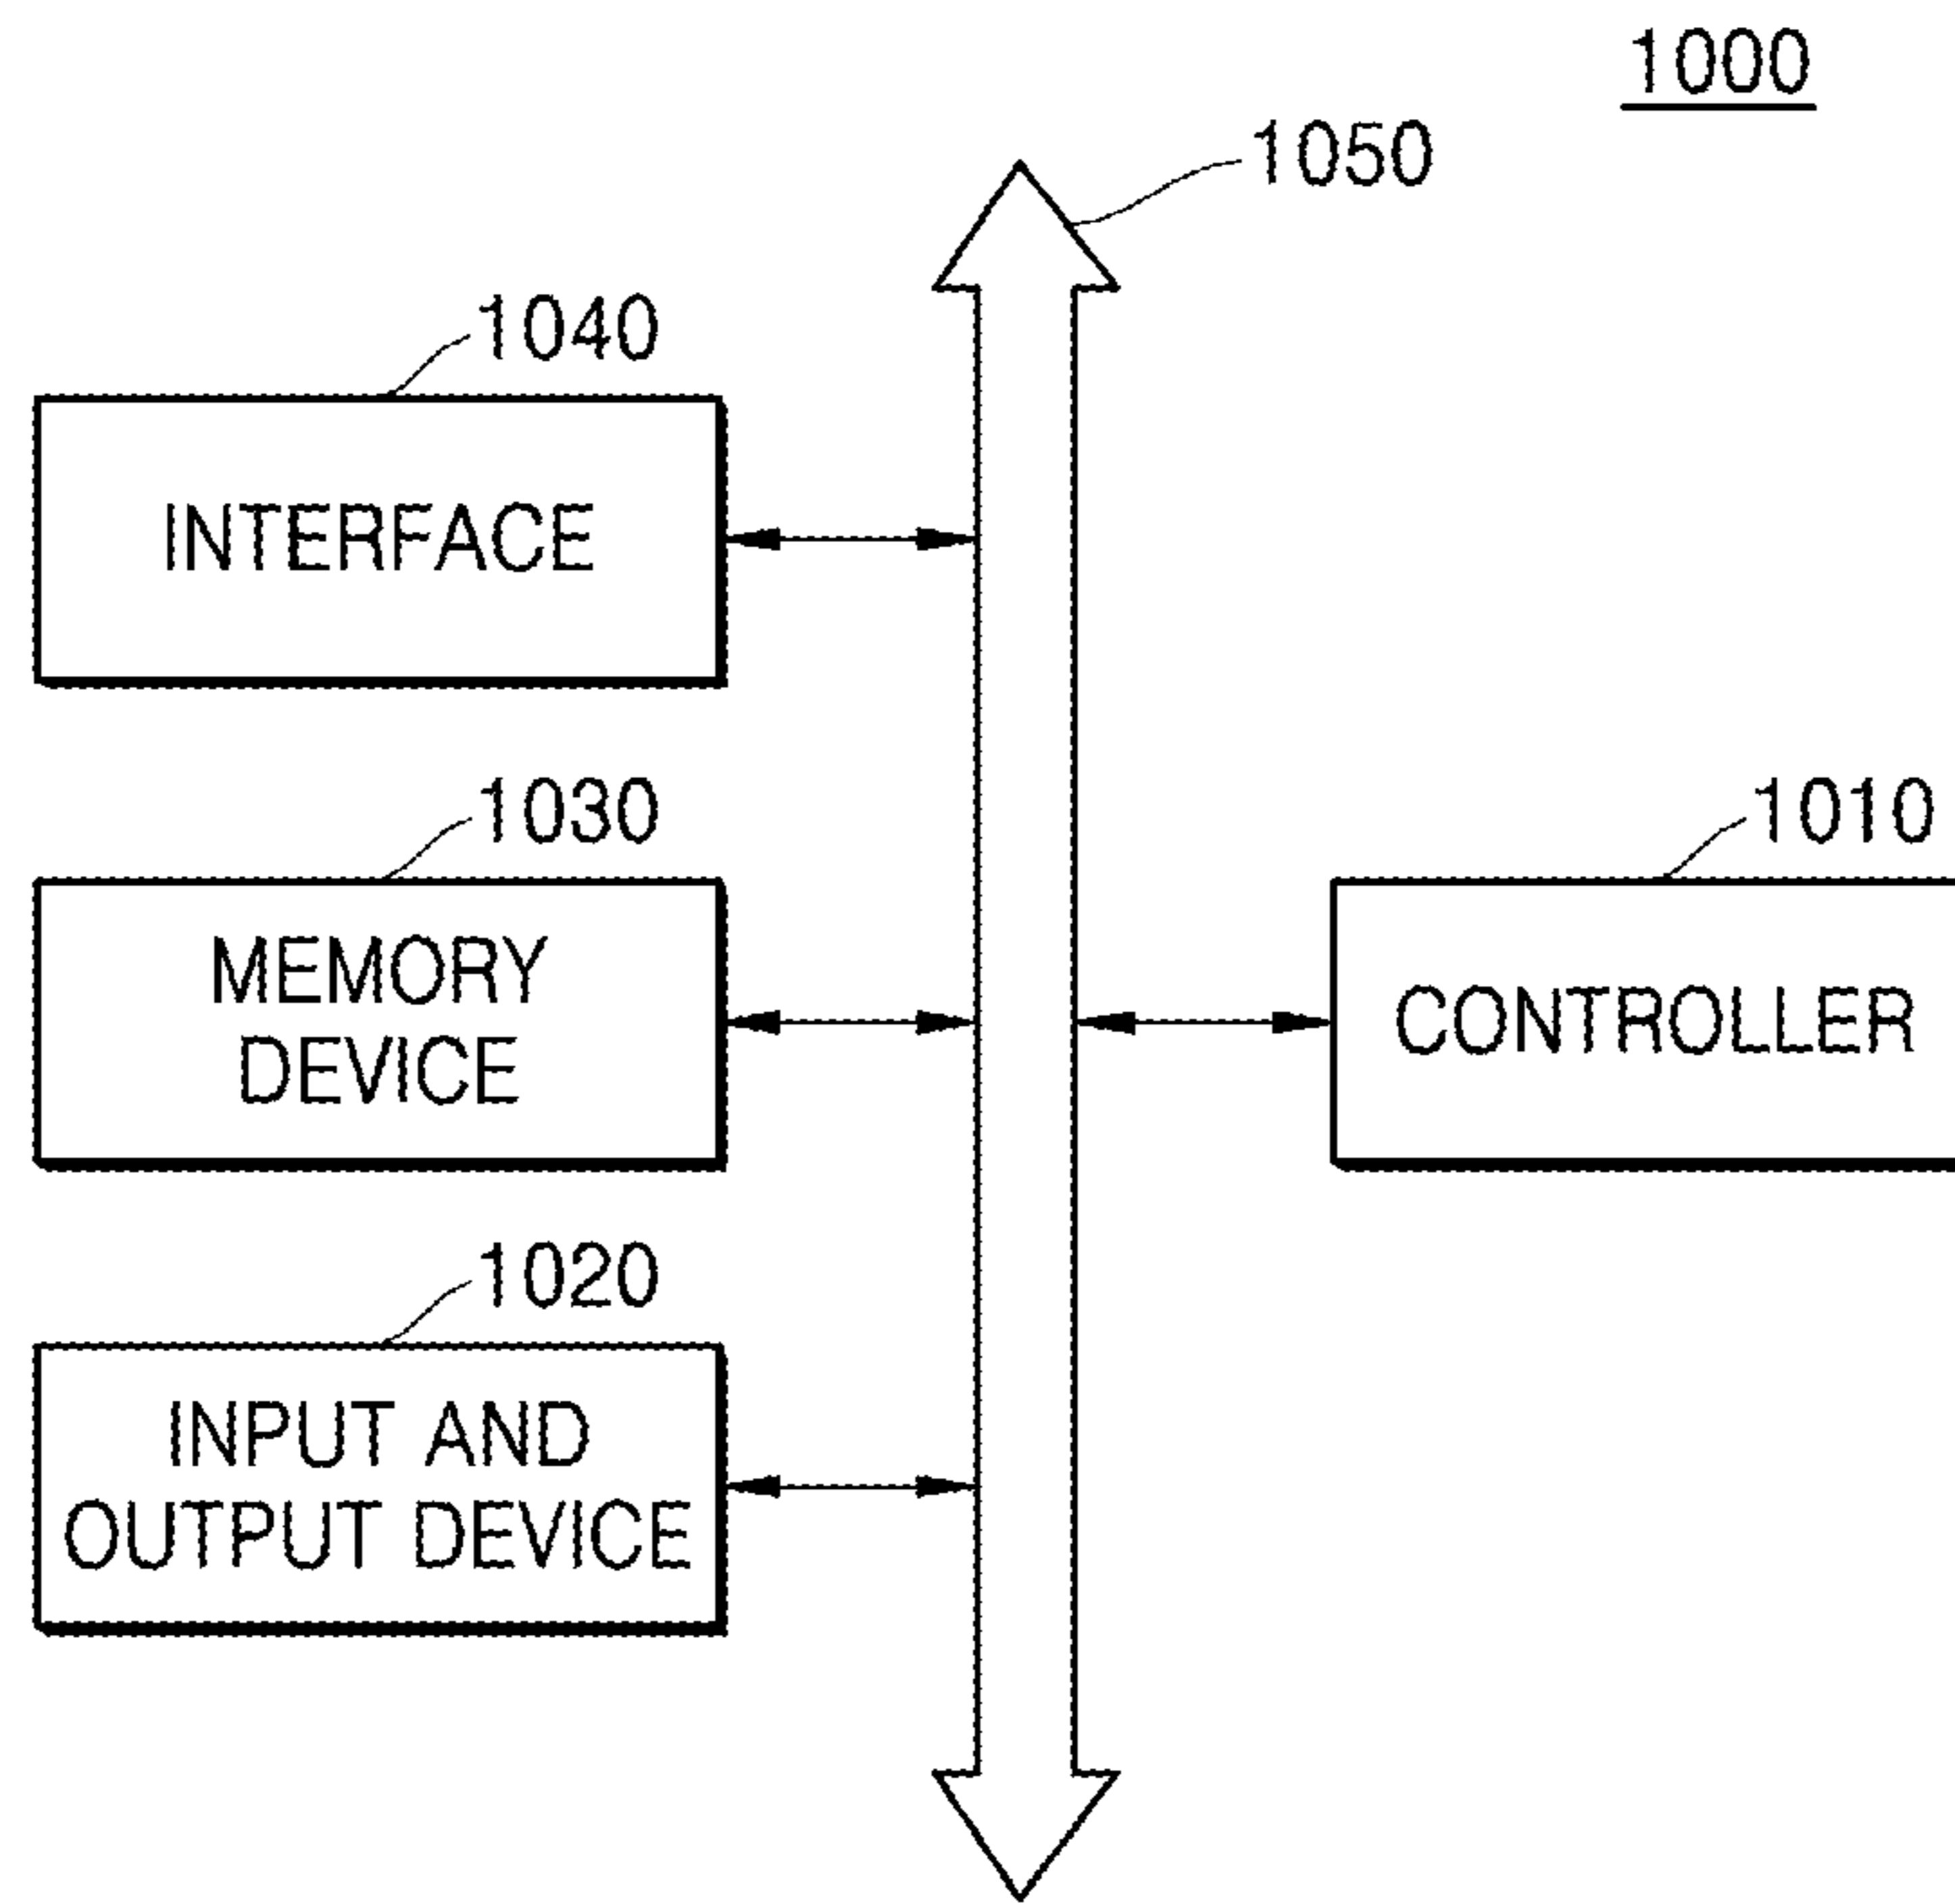 1000
1050
1040
INTERFACE
1030
MEMORY
DEVICE
1010
CONTROLLER
1020
INPUT AND
OUTPUT DEVICE